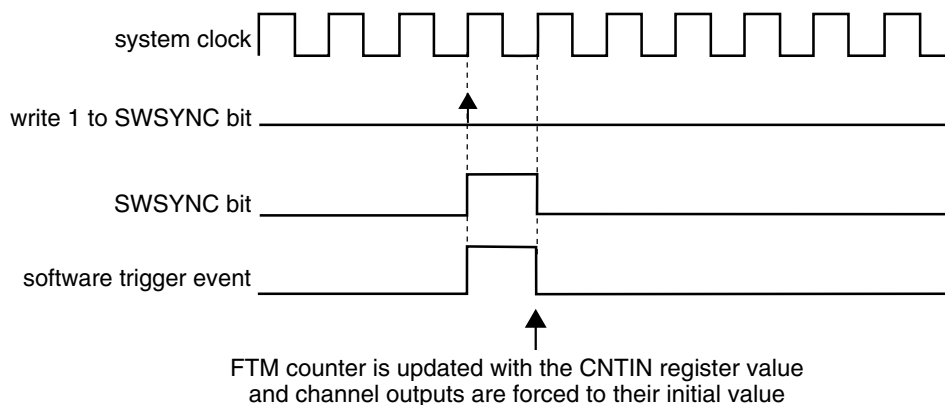 system clock
write 1 to SWSYNC bit
SWSYNC bit
software trigger event
FTM counter is updated with the CNTIN register value
and channel outputs are forced to their initial value